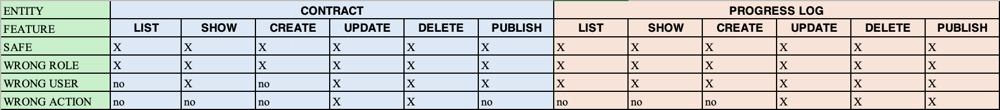 ENTITY CONTRACT PROGRESS LOG
FEATURE LIST SHOW CREATE UPDATE DELETE PUBLISH LIST SHOW CREATE UPDATE DELETE PUBLISH
SAFE X X X X X X X X X X X X
WRONG ROLE X X X X X X X X X X X X
WRONG USER no X no X X X X X X X X X
WRONG ACTION no no no X X no no no no X X X